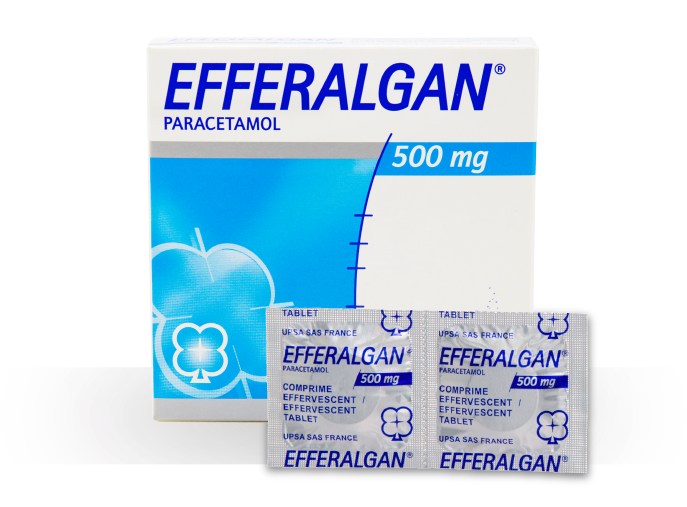 EFFERALGAN®
PARACETAMOL
500 mg
TABLET
UPSA SAS FRANCE
EFFERALGAN®
PARACETAMOL
500 mg
COMPRIME
EFFERVESCENT /
EFFERVESCENT
TABLET
UPSA SAS FRANCE
EFFERALGAN®
TABLET
UPSA SAS FRANCE
EFFERALGAN®
PARACETAMOL
500 mg
COMPRIME
EFFERVESCENT /
EFFERVESCENT
TABLET
UPSA SAS FRANCE
EFFERALGAN®